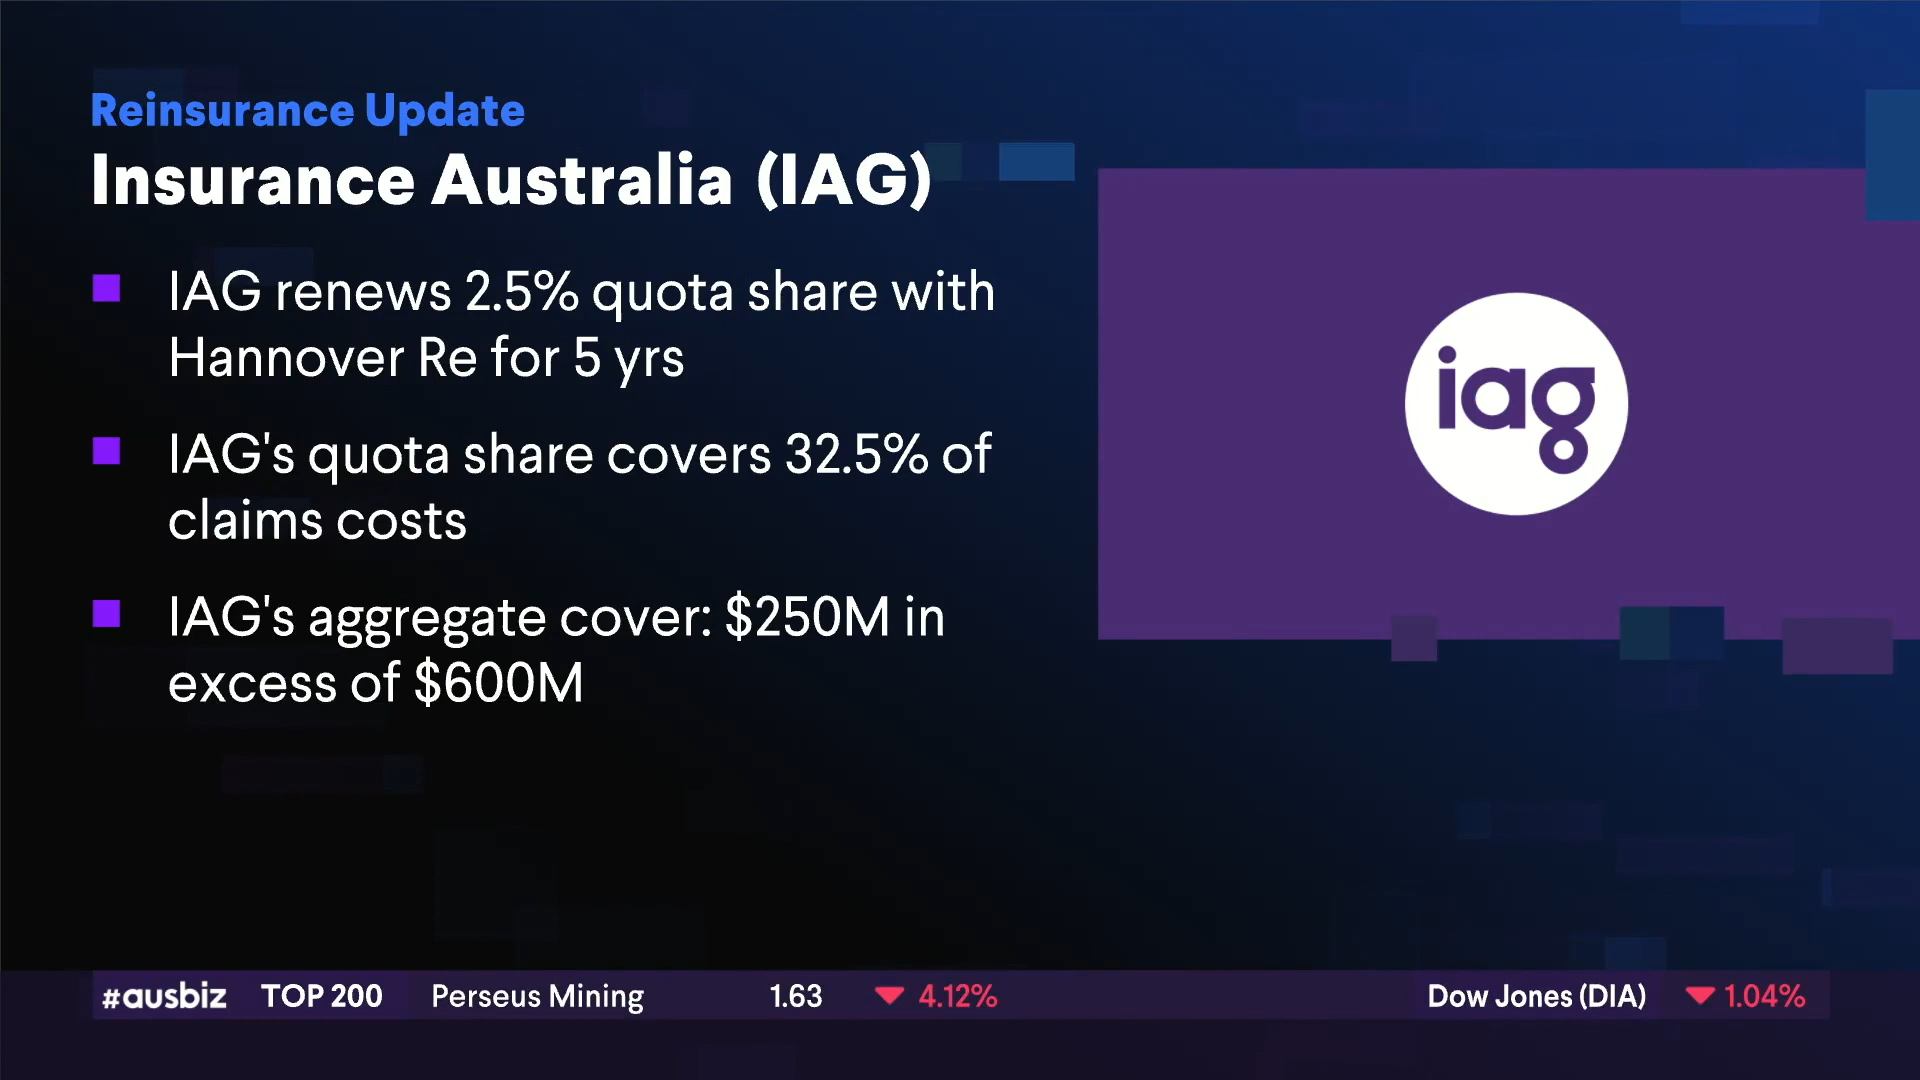 Reinsurance Update
Insurance Australia (IAG)
IAG renews 2.5% quota share with
Hannover Re for 5 yrs
IAG's quota share covers 32.5% of
claims costs
IAG's aggregate cover: $250M in
excess of $600M
iag
#ausbiz TOP 200 Perseus Mining 1.63 4.12% Dow Jones (DIA) 1.04%